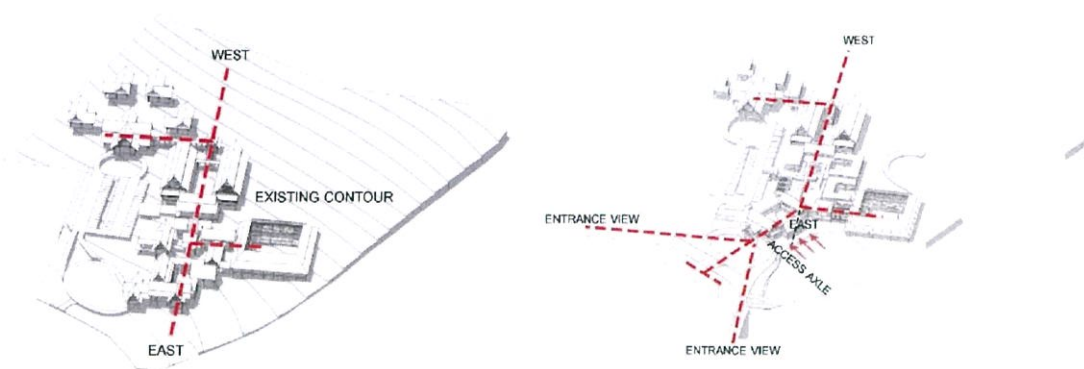 WEST
EXISTING CONTOUR
EAST
WEST
ENTRANCE VIEW
EAST
ACCESS AXLE
ENTRANCE VIEW